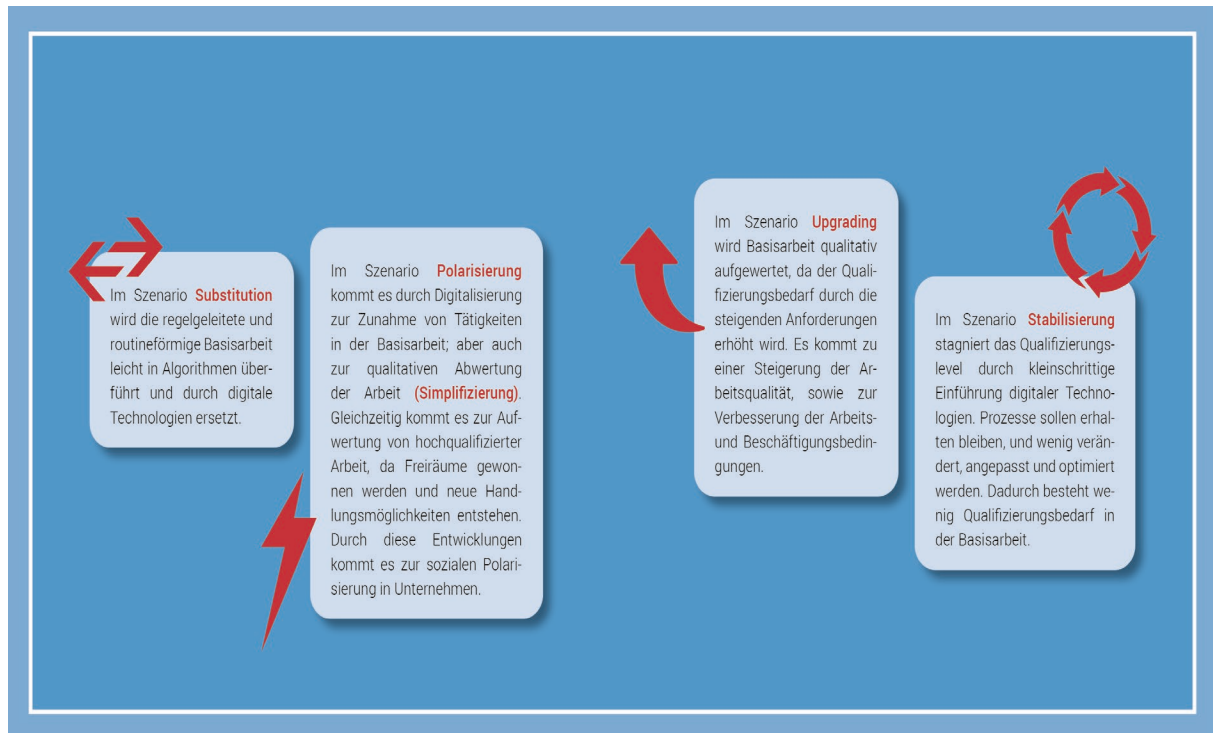 Im Szenario Substitution
wird die regelgeleitete und
routineförmige Basisarbeit
leicht in Algorithmen über-
führt und durch digitale
Technologien ersetzt.
Im Szenario Polarisierung
kommt es durch Digitalisierung
zur Zunahme von Tätigkeiten
in der Basisarbeit; aber auch
zur qualitativen Abwertung
der Arbeit (Simplifizierung).
Gleichzeitig kommt es zur Auf-
wertung von hochqualifizierter
Arbeit, da Freiräume gewon-
nen werden und neue Hand-
lungsmöglichkeiten entstehen.
Durch diese Entwicklungen
kommt es zur sozialen Polari-
sierung in Unternehmen.
Im Szenario Upgrading
wird Basisarbeit qualitativ
aufgewertet, da der Quali-
fizierungsbedarf durch die
steigenden Anforderungen
erhöht wird. Es kommt zu
einer Steigerung der Ar-
beitsqualität, sowie zur
Verbesserung der Arbeits-
und Beschäftigungsbedin-
gungen.
Im Szenario Stabilisierung
stagniert das Qualifizierungs-
level durch kleinschrittige
Einführung digitaler Techno-
logien. Prozesse sollen erhal-
ten bleiben, und wenig verän-
dert, angepasst und optimiert
werden. Dadurch besteht we-
nig Qualifizierungsbedarf in
der Basisarbeit.